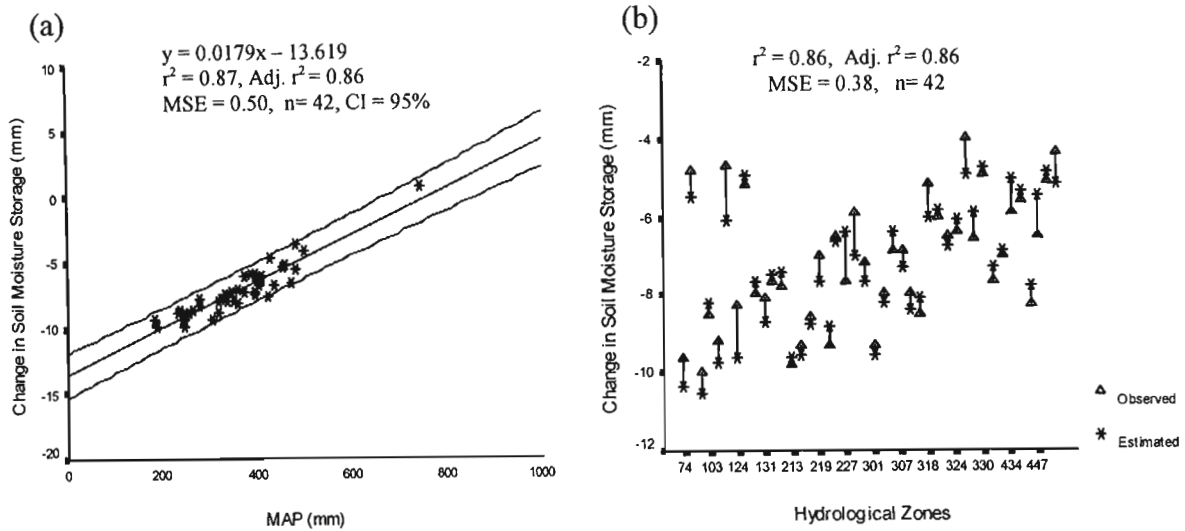 (a)
y = 0.0179x – 13.619
r² = 0.87, Adj. r² = 0.86
MSE = 0.50, n= 42, CI = 95%
Change in Soil Moisture Storage (mm)
10
5
0
-5
-10
-15
-20
0 200 400 600 800 1000
MAP (mm)
(b)
r² = 0.86, Adj. r² = 0.86
MSE = 0.38, n= 42
Change in Soil Moisture Storage (mm)
-2
-4
-6
-8
-10
-12
74 103 124 131 213 219 227 301 307 318 324 330 434 447
Hydrological Zones
Observed
Estimated